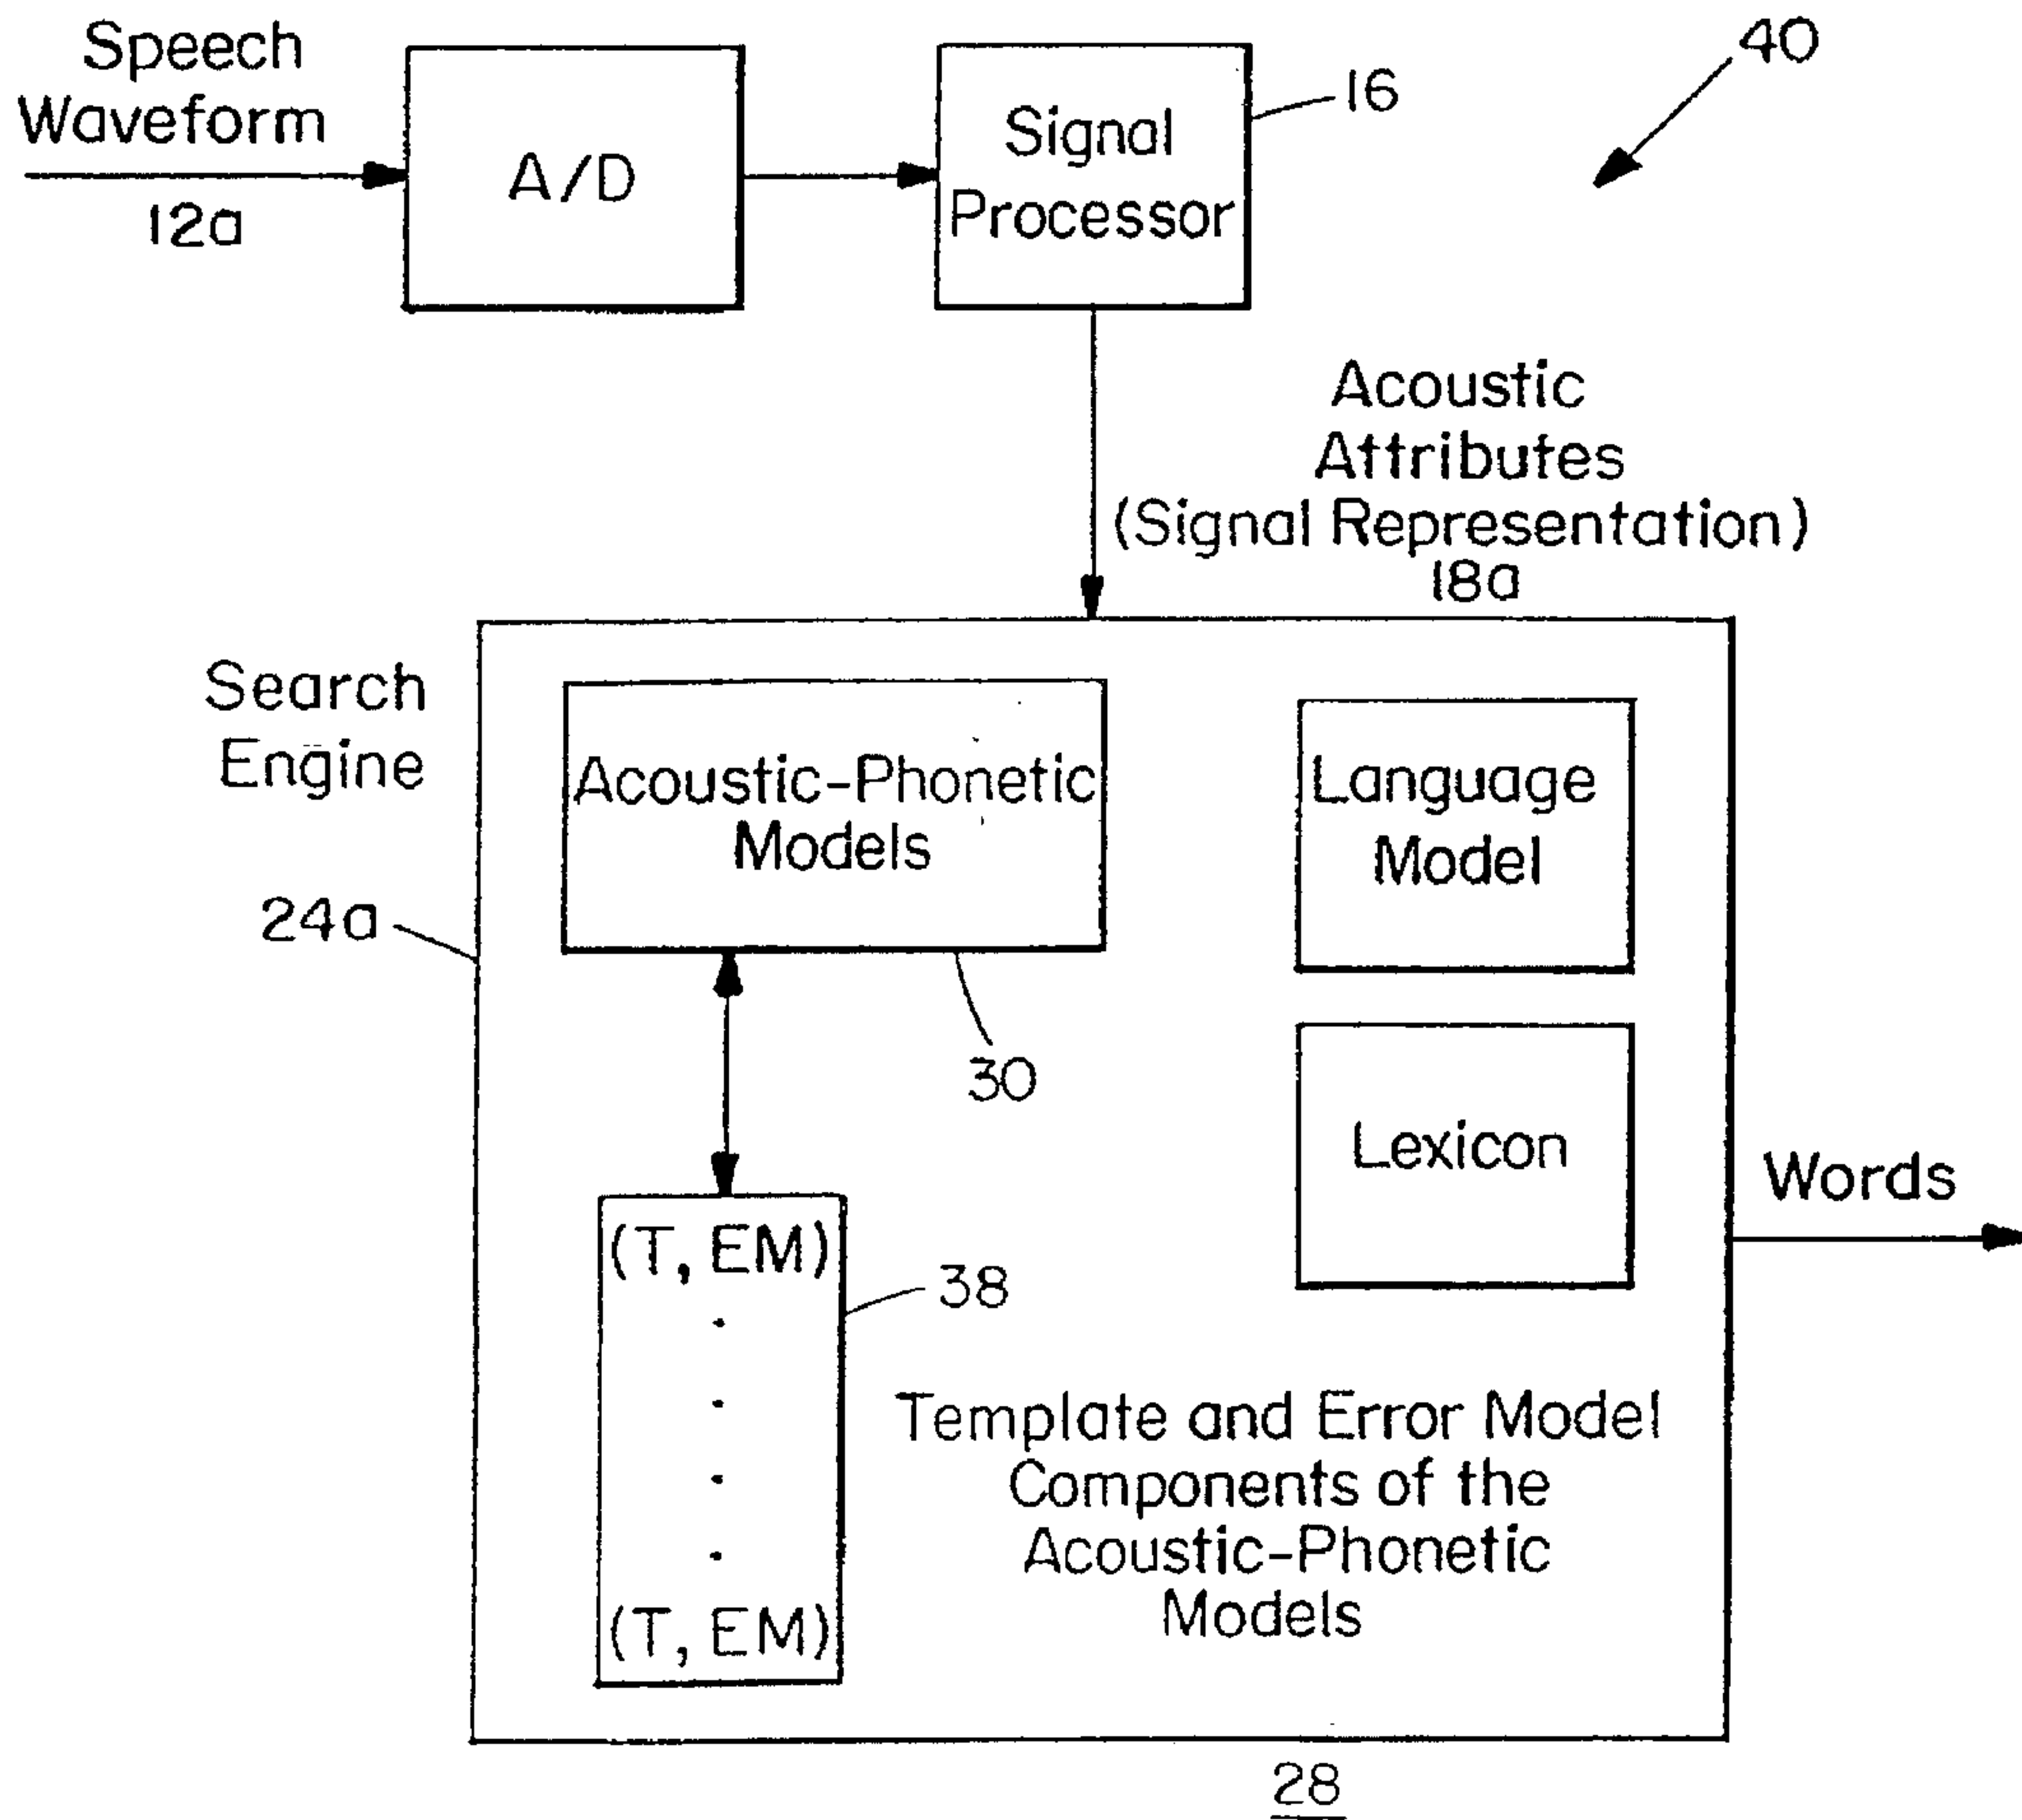 Speech
Waveform
12a
A/D
Signal
Processor
16
40
Acoustic
Attributes
(Signal Representation)
18a
Search
Engine
24a
Acoustic-Phonetic
Models
30
Language
Model
Lexicon
Words
(T, EM)
.
.
.
.
(T, EM)
38
Template and Error Model
Components of the
Acoustic-Phonetic
Models
28